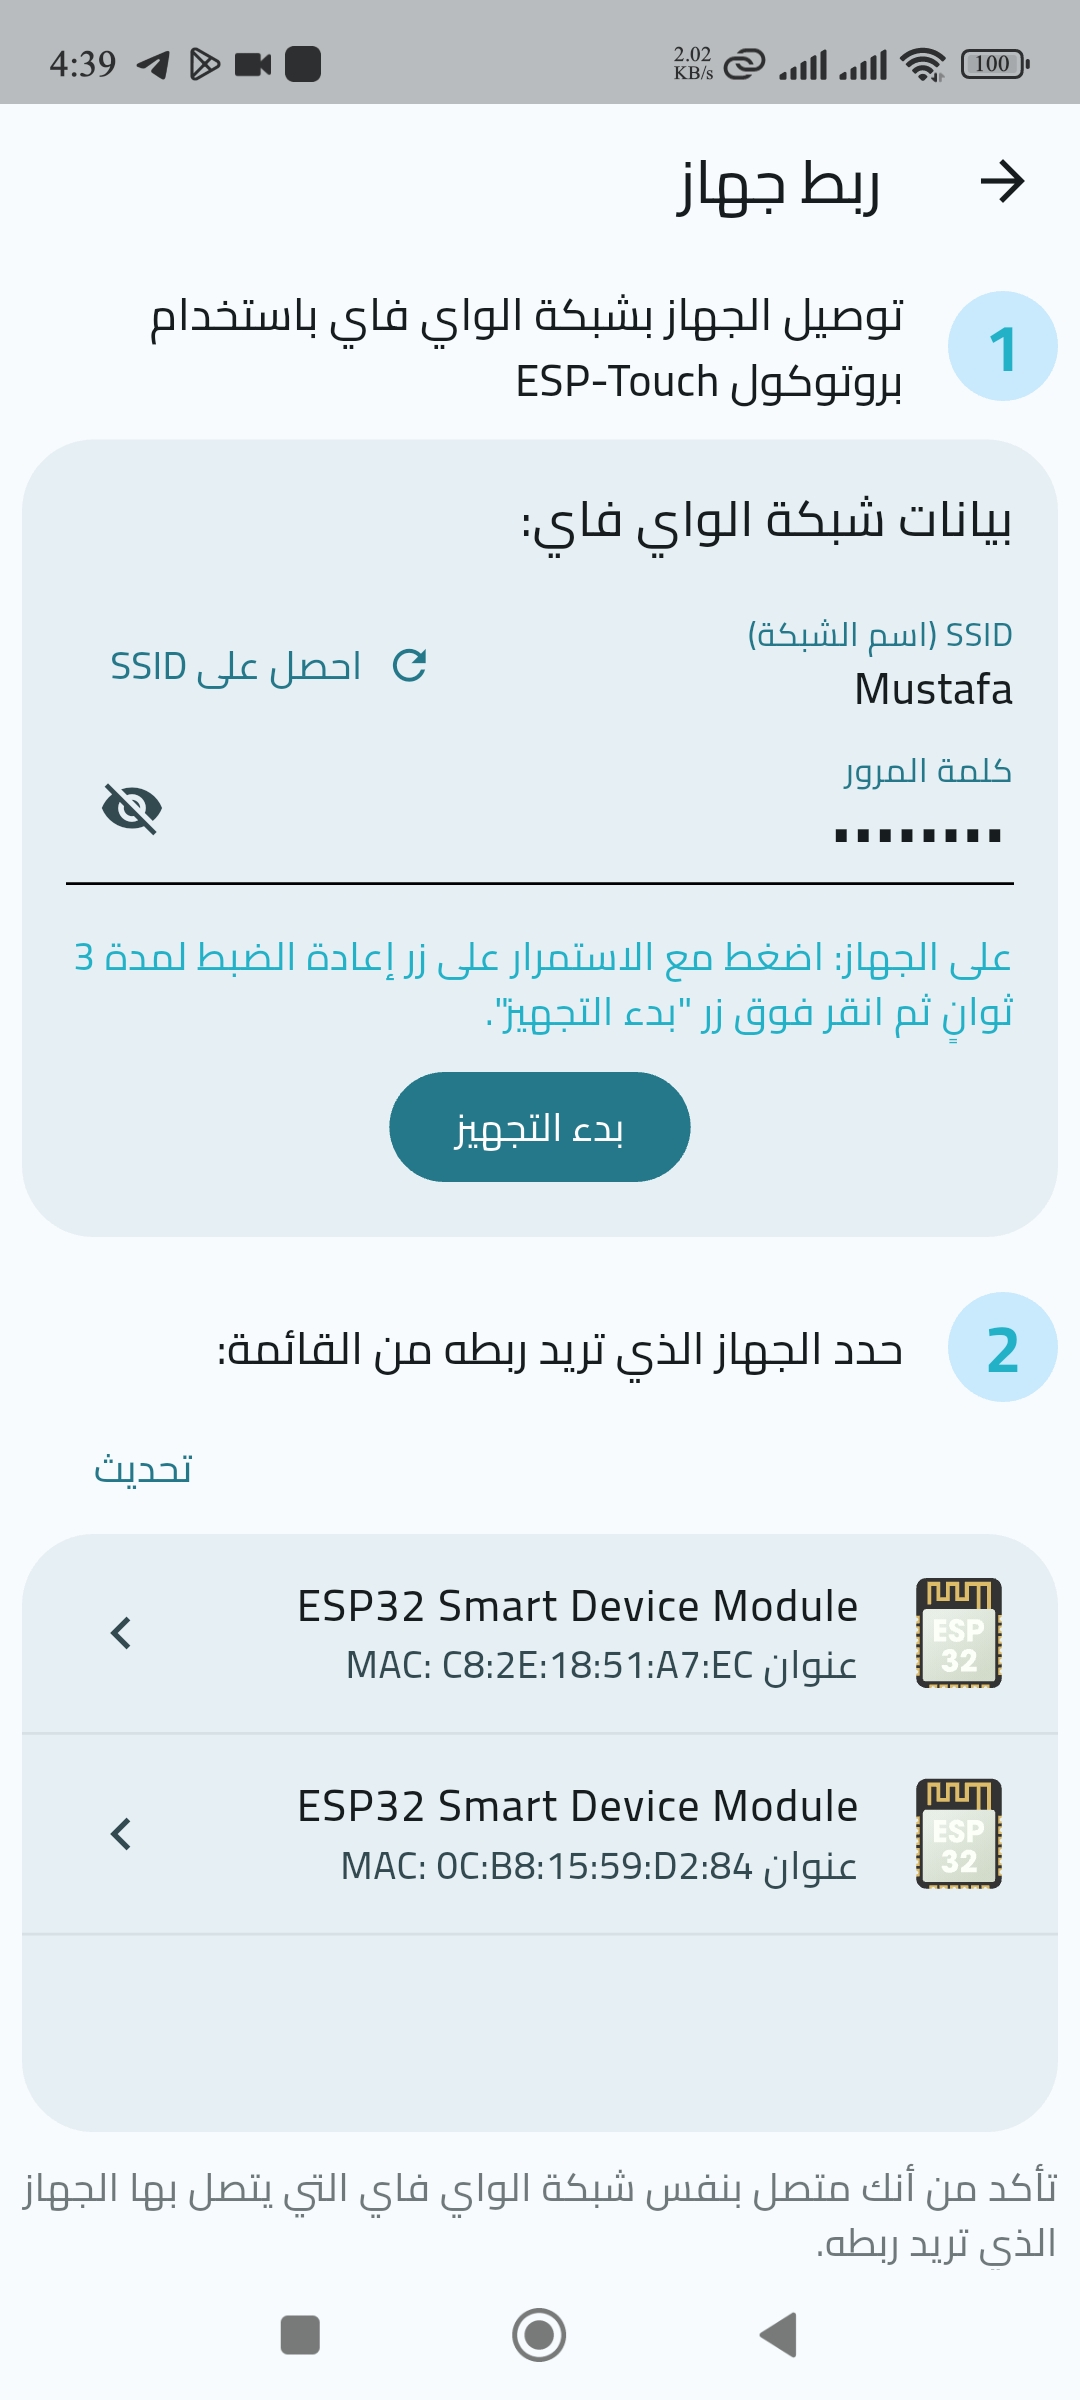 4:39
2.02
KB/s
100
ربط جهاز
1
توصيل الجهاز بشبكة الواي فاي باستخدام
بروتوكول ESP-Touch
بيانات شبكة الواي فاي:
SSID (اسم الشبكة)
Mustafa
احصل على SSID
كلمة المرور
على الجهاز: اضغط مع الاستمرار على زر إعادة الضبط لمدة 3
ثوانٍ ثم انقر فوق زر "بدء التجهيز".
بدء التجهيز
2
حدد الجهاز الذي تريد ربطه من القائمة:
تحديث
ESP
32
ESP32 Smart Device Module
عنوان MAC: C8:2E:18:51:A7:EC
ESP
32
ESP32 Smart Device Module
عنوان MAC: 0C:B8:15:59:D2:84
تأكد من أنك متصل بنفس شبكة الواي فاي التي يتصل بها الجهاز
الذي تريد ربطه.